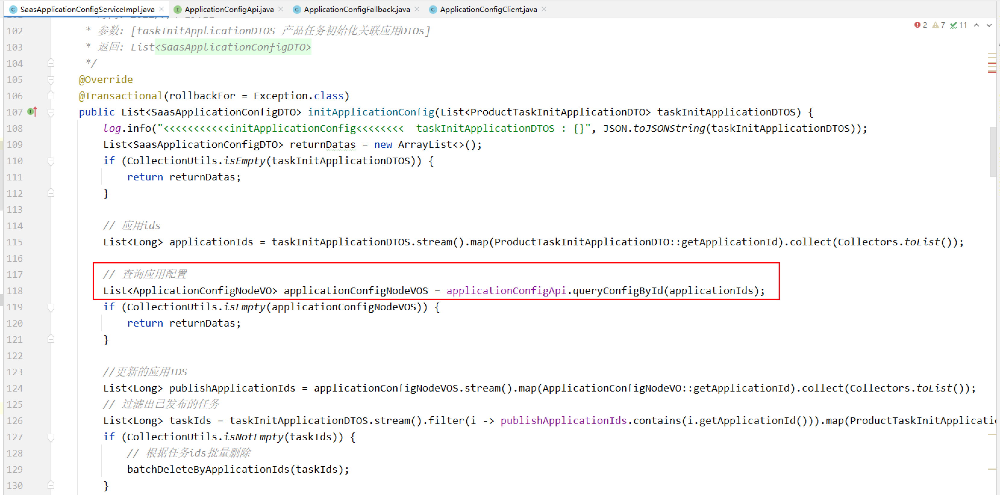 SaasApplicationConfigServiceImpl.java ApplicationConfigApi.java ApplicationConfigFallback.java ApplicationConfigClient.java
2 7 11
102 * 参数: [taskInitApplicationDTOS 产品任务初始化关联应用DTOs]
103 * 返回: List<SaasApplicationConfigDTO>
104 */
105 @Override
106 @Transactional(rollbackFor = Exception.class)
107 public List<SaasApplicationConfigDTO> initApplicationConfig(List<ProductTaskInitApplicationDTO> taskInitApplicationDTOS) {
108 log.info("<<<<<<<<<<<initApplicationConfig<<<<<<<< taskInitApplicationDTOS : {}", JSON.toJSONString(taskInitApplicationDTOS));
109 List<SaasApplicationConfigDTO> returnDatas = new ArrayList<>();
110 if (CollectionUtils.isEmpty(taskInitApplicationDTOS)) {
111 return returnDatas;
112 }
113
114 // 应用ids
115 List<Long> applicationIds = taskInitApplicationDTOS.stream().map(ProductTaskInitApplicationDTO::getApplicationId).collect(Collectors.toList());
116
117 // 查询应用配置
118 List<ApplicationConfigNodeVO> applicationConfigNodeVOS = applicationConfigApi.queryConfigById(applicationIds);
119 if (CollectionUtils.isEmpty(applicationConfigNodeVOS)) {
120 return returnDatas;
121 }
122
123 //更新的应用IDS
124 List<Long> publishApplicationIds = applicationConfigNodeVOS.stream().map(ApplicationConfigNodeVO::getApplicationId).collect(Collectors.toList());
125 // 过滤出已发布的任务
126 List<Long> taskIds = taskInitApplicationDTOS.stream().filter(i -> publishApplicationIds.contains(i.getApplicationId())).map(ProductTaskInitApplicatio
127 if (CollectionUtils.isNotEmpty(taskIds)) {
128 // 根据任务ids批量删除
129 batchDeleteByApplicationIds(taskIds);
130 }